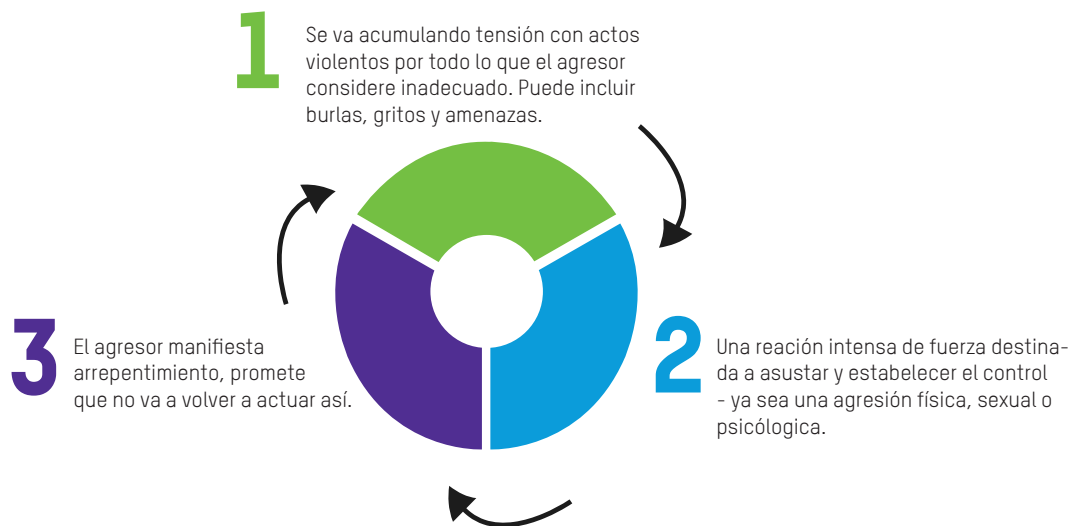 1
Se va acumulando tensión con actos
violentos por todo lo que el agresor
considere inadecuado. Puede incluir
burlas, gritos y amenazas.
2
Una reación intensa de fuerza destina-
da a asustar y estabelecer el control
- ya sea una agresión física, sexual o
psicólogica.
3
El agresor manifiesta
arrepentimiento, promete
que no va a volver a actuar así.